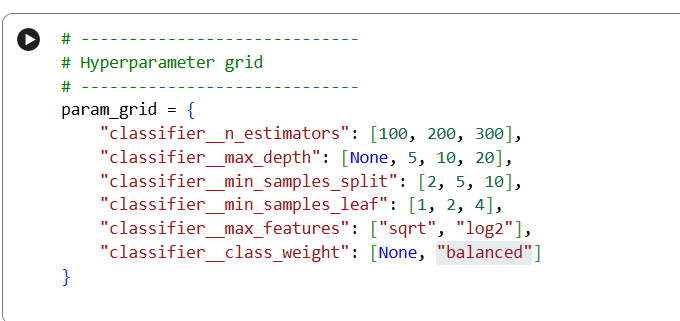 # -----------------------------
# Hyperparameter grid
# -----------------------------
param_grid = {
    "classifier__n_estimators": [100, 200, 300],
    "classifier__max_depth": [None, 5, 10, 20],
    "classifier__min_samples_split": [2, 5, 10],
    "classifier__min_samples_leaf": [1, 2, 4],
    "classifier__max_features": ["sqrt", "log2"],
    "classifier__class_weight": [None, "balanced"]
}